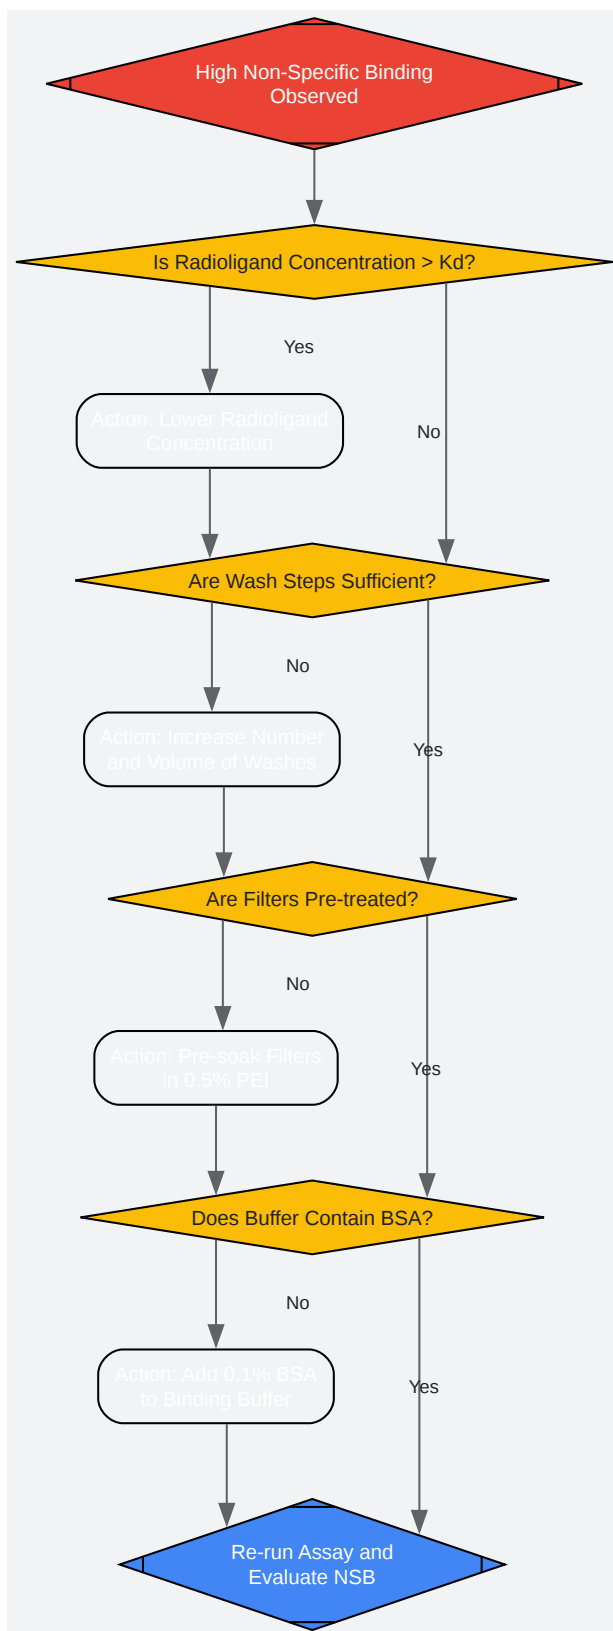 High Non-Specific Binding
Observed
Is Radioligand Concentration > Kd?
Yes
Action: Lower Radioligand
Concentration
No
Are Wash Steps Sufficient?
No
Action: Increase Number
and Volume of Washes
Yes
Are Filters Pre-treated?
No
Action: Pre-soak Filters
in 0.5% PEI
Yes
Does Buffer Contain BSA?
No
Action: Add 0.1% BSA
to Binding Buffer
Yes
Re-run Assay and
Evaluate NSB